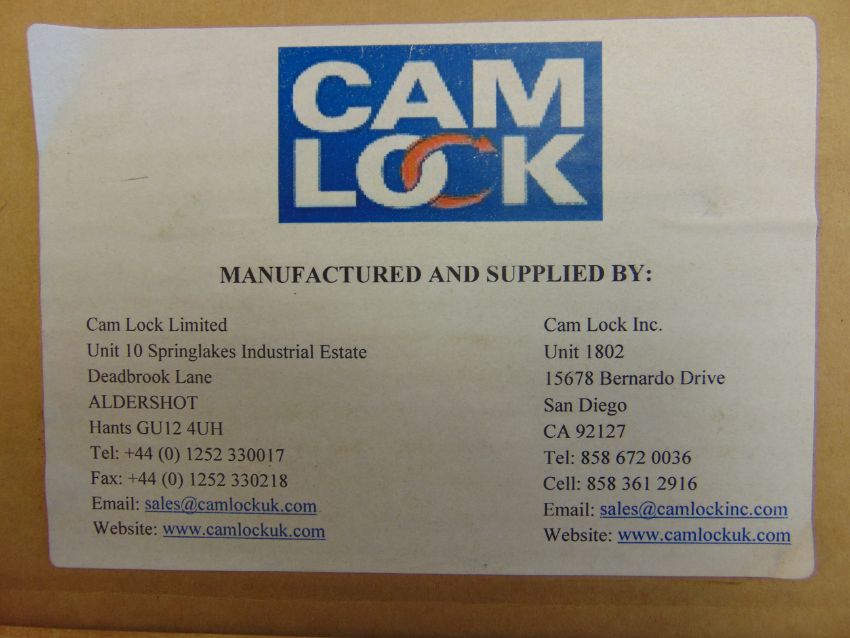 CAM
LOCK
MANUFACTURED AND SUPPLIED BY:
Cam Lock Limited
Unit 10 Springlakes Industrial Estate
Deadbrook Lane
ALDERSHOT
Hants GU12 4UH
Tel: +44 (0) 1252 330017
Fax: +44 (0) 1252 330218
Email: sales@camlockuk.com
Website: www.camlockuk.com
Cam Lock Inc.
Unit 1802
15678 Bernardo Drive
San Diego
CA 92127
Tel: 858 672 0036
Cell: 858 361 2916
Email: sales@camlockinc.com
Website: www.camlockuk.com